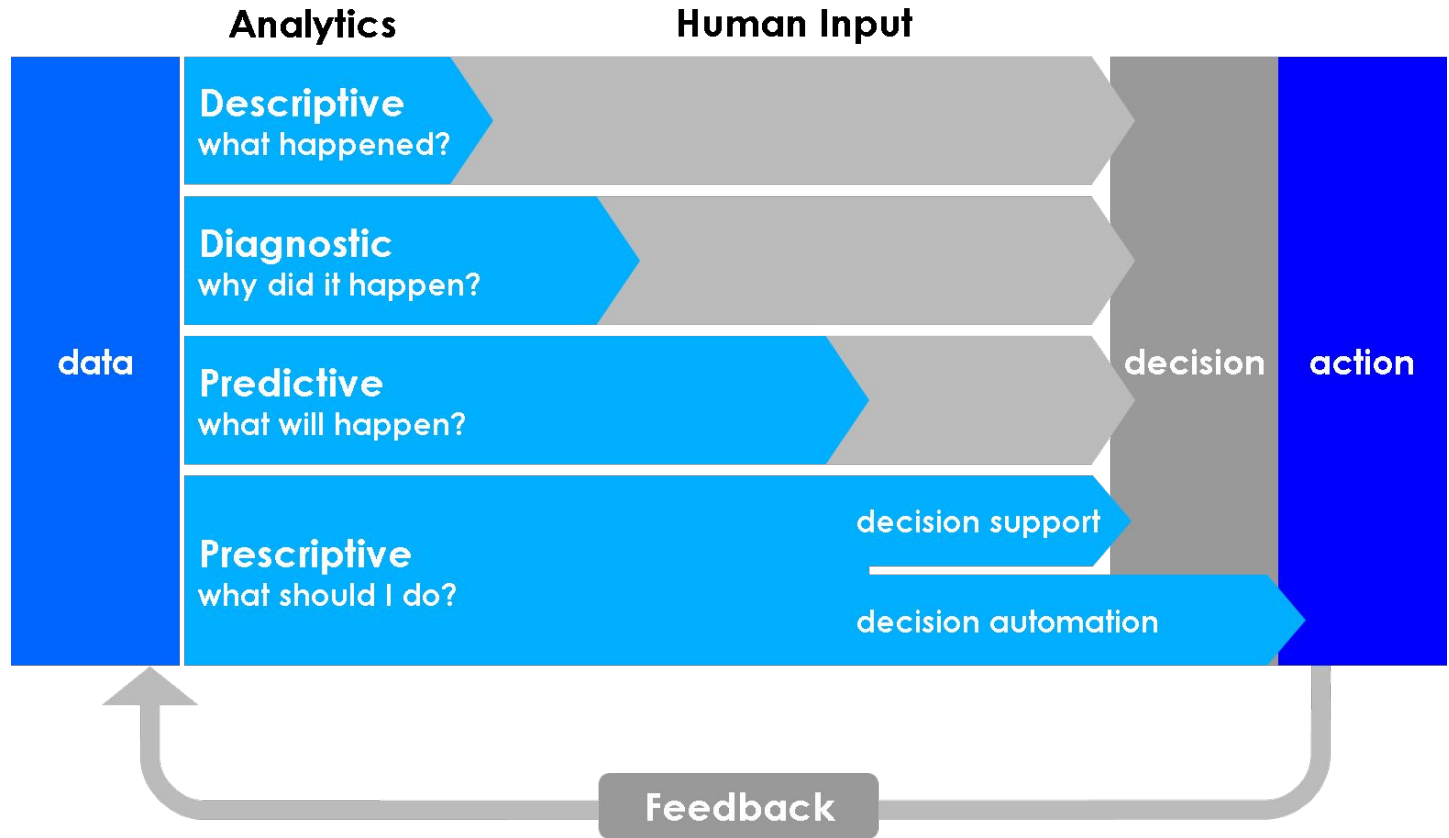 Analytics
Human Input
Descriptive
what happened?
Diagnostic
why did it happen?
data
Predictive
what will happen?
decision
action
Prescriptive
what should I do?
decision support
decision automation
Feedback